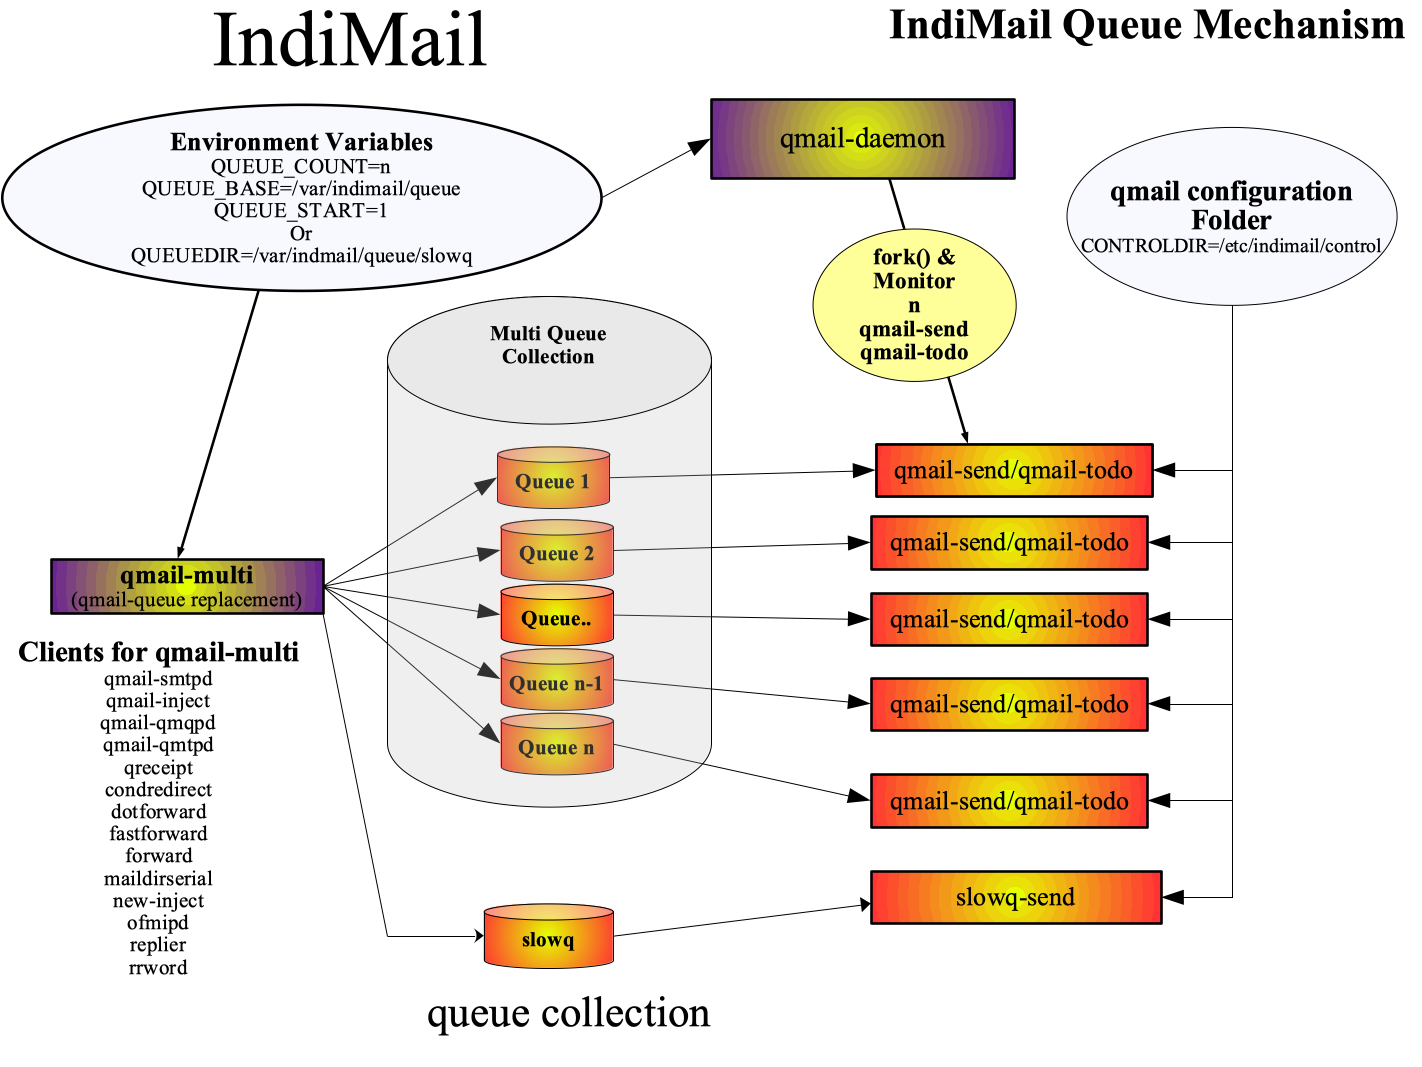 IndiMail
IndiMail Queue Mechanism
Environment Variables
QUEUE_COUNT=n
QUEUE_BASE=/var/indimail/queue
QUEUE_START=1
Or
QUEUEDIR=/var/indmail/queue/slowq
qmail-daemon
qmail configuration
Folder
CONTROLDIR=/etc/indimail/control
fork() &
Monitor
n
qmail-send
qmail-todo
Multi Queue
Collection
Queue 1
Queue 2
Queue..
Queue n-1
Queue n
qmail-send/qmail-todo
qmail-send/qmail-todo
qmail-send/qmail-todo
qmail-send/qmail-todo
qmail-send/qmail-todo
slowq-send
qmail-multi
(qmail-queue replacement)
Clients for qmail-multi
qmail-smtpd
qmail-inject
qmail-qmqpd
qmail-qmtpd
qreceipt
condredirect
dotforward
fastforward
forward
maildirserial
new-inject
ofmipd
replier
rrword
slowq
queue collection